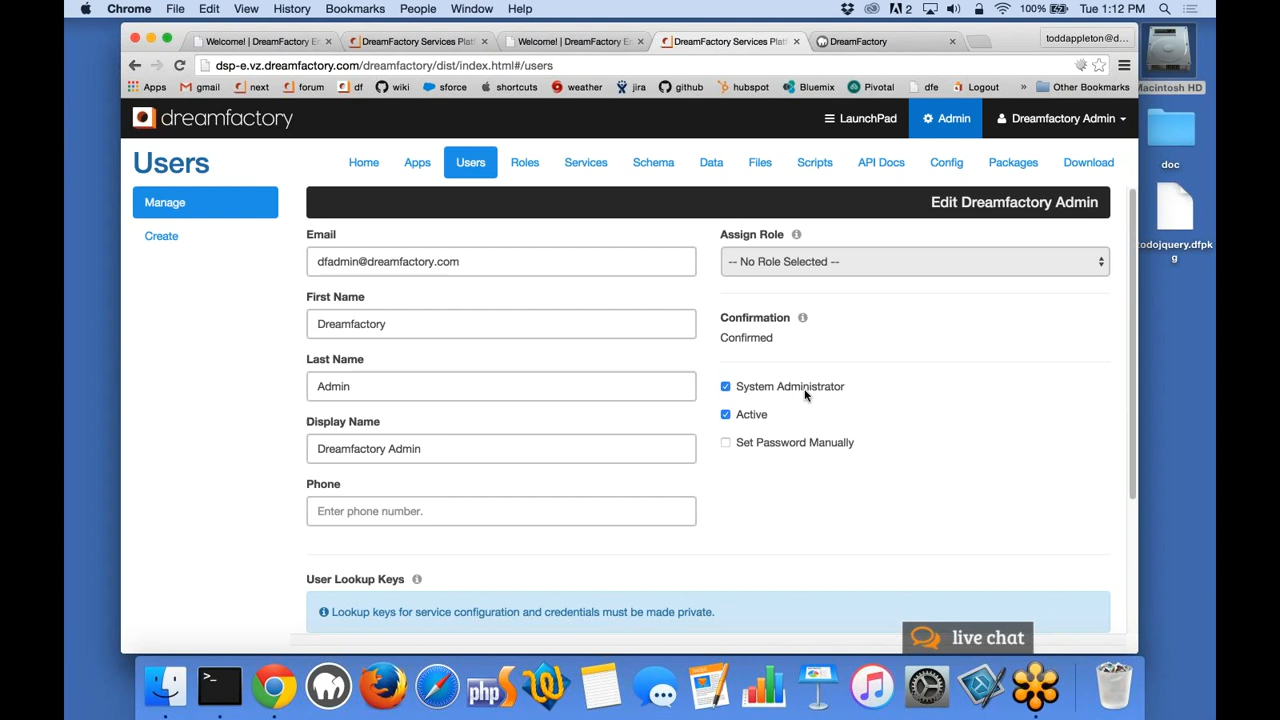 Chrome File Edit View History Bookmarks People Window Help 2 100% Tue 1:12 PM
Welcome! | DreamFactory En × DreamFactory Services Plat × Welcome! | DreamFactory En × DreamFactory Services Plat × DreamFactory × toddappleton@d...
dsp-e.vz.dreamfactory.com/dreamfactory/dist/index.html#/users
Apps gmail next forum df wiki sforce shortcuts weather jira github hubspot Bluemix Pivotal dfe Logout » Other Bookmarks
Macintosh HD
dreamfactory LaunchPad Admin Dreamfactory Admin
doc
Users Home Apps Users Roles Services Schema Data Files Scripts API Docs Config Packages Download
Manage
Create
Edit Dreamfactory Admin
Email
dfadmin@dreamfactory.com
First Name
Dreamfactory
Last Name
Admin
Display Name
Dreamfactory Admin
Phone
Enter phone number.
Assign Role
-- No Role Selected --
Confirmation
Confirmed
System Administrator
Active
Set Password Manually
User Lookup Keys
Lookup keys for service configuration and credentials must be made private.
live chat
todojquery.dfpk
g
>_
php S